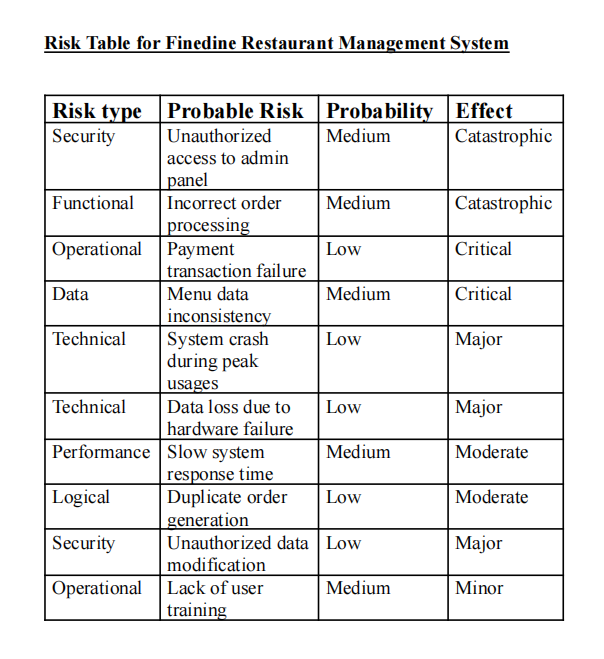 Risk Table for Finedine Restaurant Management System
Risk type Probable Risk Probability Effect
Security Unauthorized Medium Catastrophic
access to admin
panel
Functional Incorrect order Medium Catastrophic
processing
Operational Payment Low Critical
transaction failure
Data Menu data Medium Critical
inconsistency
Technical System crash Low Major
during peak
usages
Technical Data loss due to Low Major
hardware failure
Performance Slow system Medium Moderate
response time
Logical Duplicate order Low Moderate
generation
Security Unauthorized data Low Major
modification
Operational Lack of user Medium Minor
training